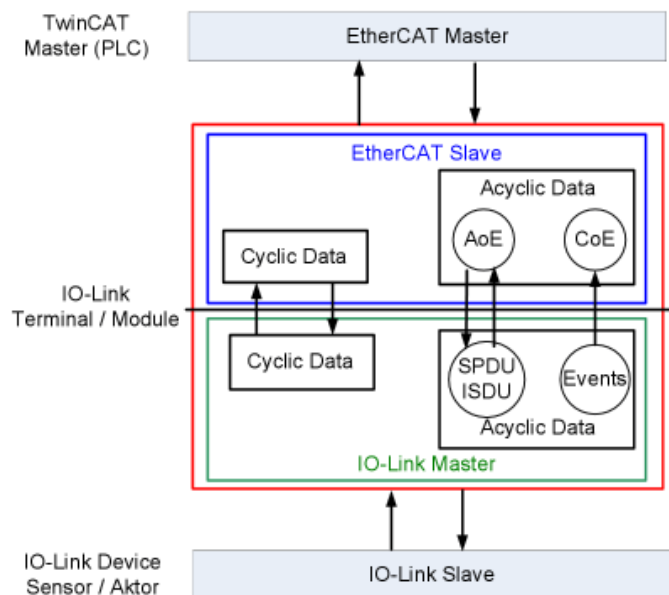 TwinCAT
Master (PLC)
EtherCAT Master
EtherCAT Slave
Acyclic Data
AoE
CoE
Cyclic Data
IO-Link
Terminal / Module
Cyclic Data
SPDU
ISDU
Events
Acyclic Data
IO-Link Master
IO-Link Device
Sensor / Aktor
IO-Link Slave